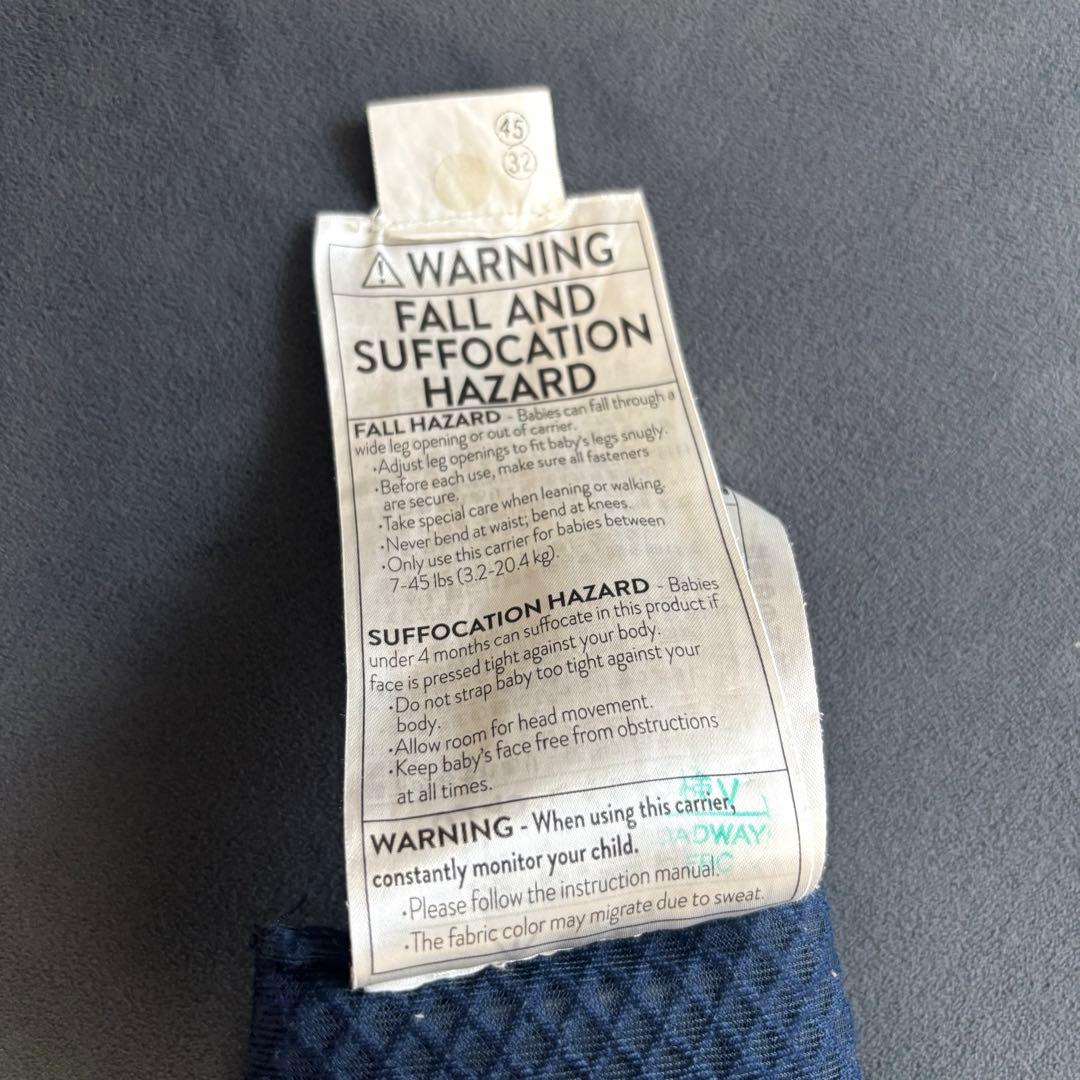 45
32
WARNING
FALL AND
SUFFOCATION
HAZARD
FALL HAZARD - Babies can fall through a
wide leg opening or out of carrier.
•Adjust leg openings to fit baby's legs snugly.
•Before each use, make sure all fasteners
are secure.
•Take special care when leaning or walking.
•Never bend at waist; bend at knees.
•Only use this carrier for babies between
7-45 lbs (3.2-20.4 kg).
SUFFOCATION HAZARD - Babies
under 4 months can suffocate in this product if
face is pressed tight against your body.
•Do not strap baby too tight against your
body.
•Allow room for head movement.
•Keep baby's face free from obstructions
at all times.
WARNING - When using this carrier,
constantly monitor your child.
•Please follow the instruction manual.
•The fabric color may migrate due to sweat.